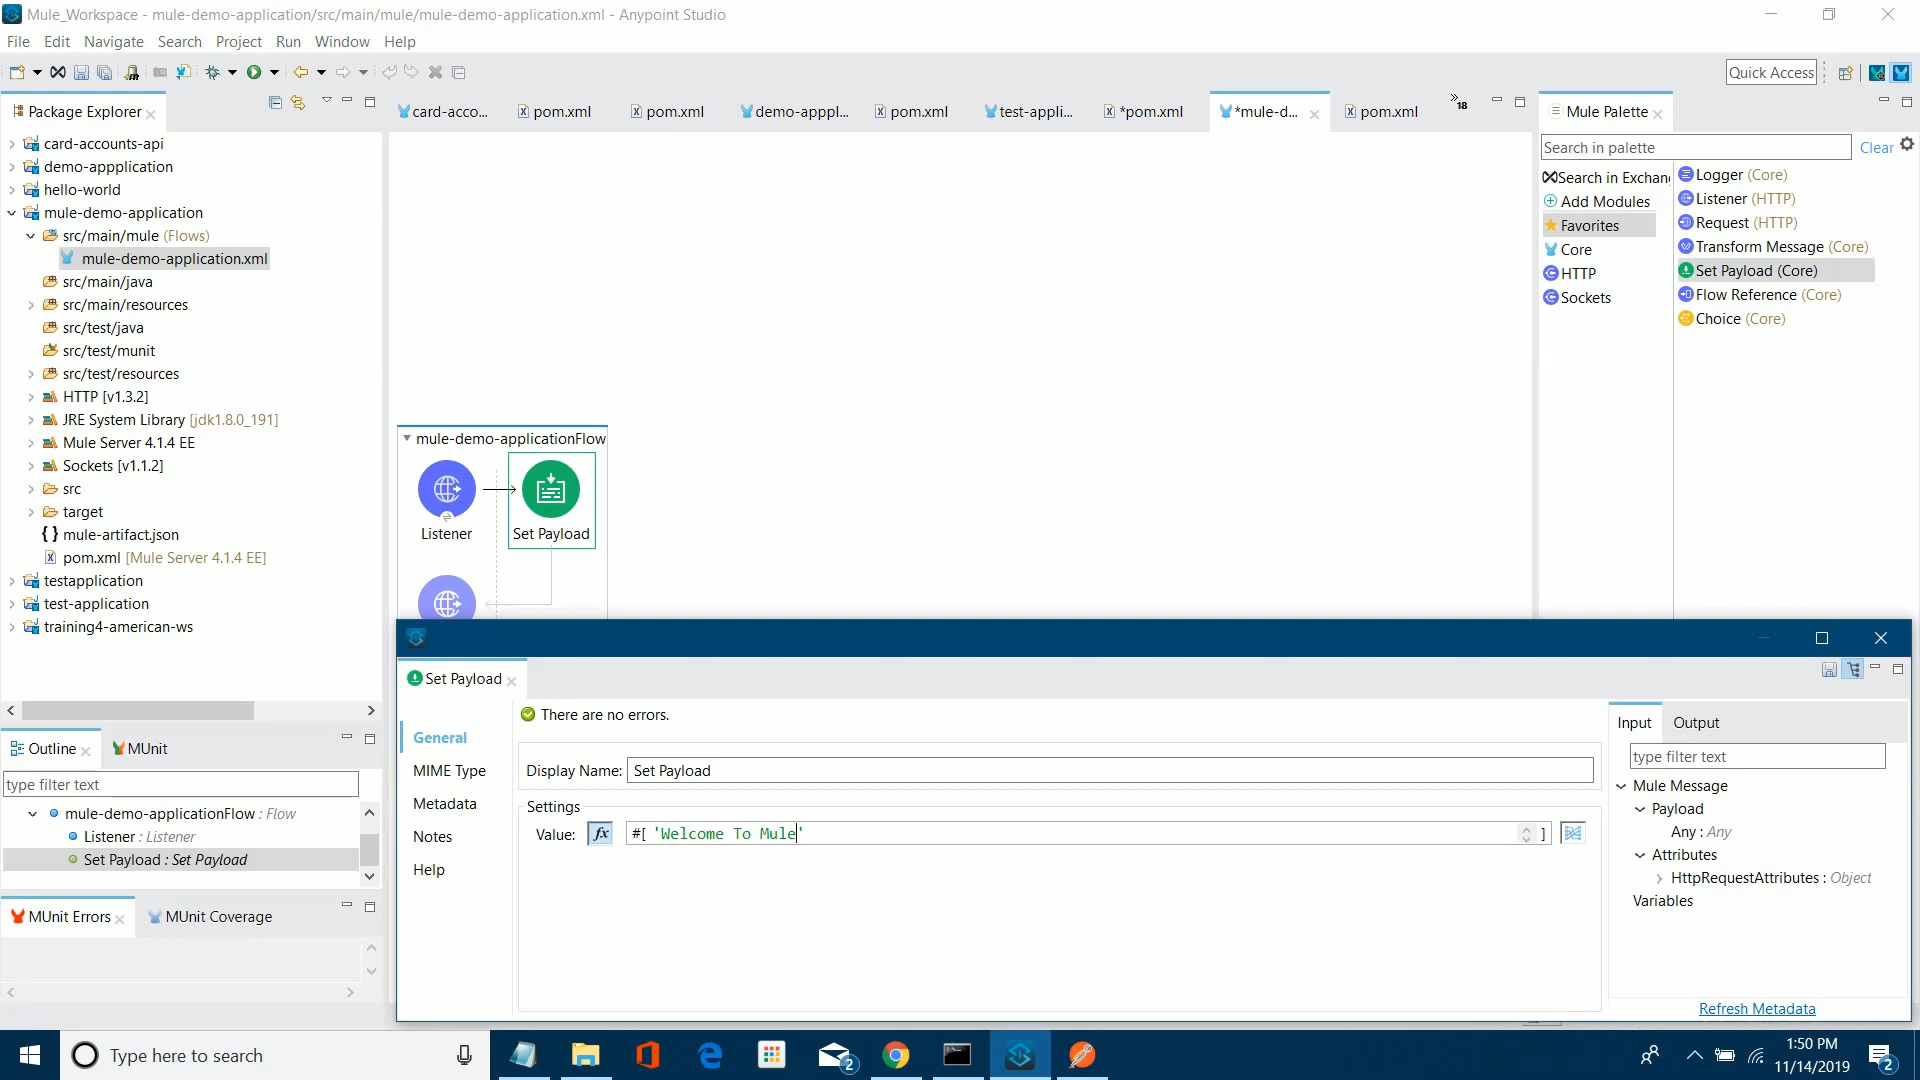 Mule_Workspace - mule-demo-application/src/main/mule/mule-demo-application.xml - Anypoint Studio
File Edit Navigate Search Project Run Window Help
Quick Access
Package Explorer
card-acco... pom.xml pom.xml demo-apppl... pom.xml test-appli... *pom.xml *mule-d... pom.xml 18
Mule Palette
card-accounts-api
demo-appplication
hello-world
mule-demo-application
src/main/mule (Flows)
mule-demo-application.xml
src/main/java
src/main/resources
src/test/java
src/test/munit
src/test/resources
HTTP [v1.3.2]
JRE System Library [jdk1.8.0_191]
Mule Server 4.1.4 EE
Sockets [v1.1.2]
src
target
mule-artifact.json
pom.xml [Mule Server 4.1.4 EE]
testapplication
test-application
training4-american-ws
Search in palette Clear
Search in Exchan
Add Modules
Favorites
Core
HTTP
Sockets
Logger (Core)
Listener (HTTP)
Request (HTTP)
Transform Message (Core)
Set Payload (Core)
Flow Reference (Core)
Choice (Core)
mule-demo-applicationFlow
Listener Set Payload
Outline MUnit
type filter text
mule-demo-applicationFlow : Flow
Listener : Listener
Set Payload : Set Payload
MUnit Errors MUnit Coverage
Set Payload
There are no errors.
General
MIME Type
Metadata
Notes
Help
Display Name: Set Payload
Settings
Value: fx #[ 'Welcome To Mule' ]
Input Output
type filter text
Mule Message
Payload
Any : Any
Attributes
HttpRequestAttributes : Object
Variables
Refresh Metadata
Type here to search
2
1:50 PM
11/14/2019
2